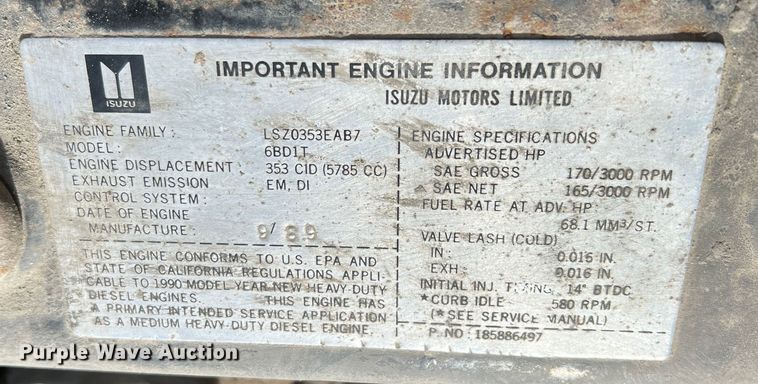 ISUZU
IMPORTANT ENGINE INFORMATION
ISUZU MOTORS LIMITED
ENGINE FAMILY : LSZ0353EAB7
MODEL : 6BD1T
ENGINE DISPLACEMENT : 353 CID (5785 CC)
EXHAUST EMISSION EM, DI
CONTROL SYSTEM :
DATE OF ENGINE
MANUFACTURE : 9/ 89
THIS ENGINE CONFORMS TO U.S. EPA AND
STATE OF CALIFORNIA REGULATIONS APPLI-
CABLE TO 1990 MODEL YEAR NEW HEAVY-DUTY
DIESEL ENGINES. THIS ENGINE HAS
A PRIMARY INTENDED SERVICE APPLICATION
AS A MEDIUM HEAVY-DUTY DIESEL ENGINE.
ENGINE SPECIFICATIONS
ADVERTISED HP
SAE GROSS 170/3000 RPM
SAE NET 165/3000 RPM
FUEL RATE AT ADV. HP :
68.1 MM³/ST.
VALVE LASH (COLD)
IN : 0.016 IN.
EXH : 0.016 IN.
INITIAL INJ. TIMING 14° BTDC
*CURB IDLE 580 RPM
(*SEE SERVICE MANUAL)
P. NO : 185886497
Purple Wave Auction